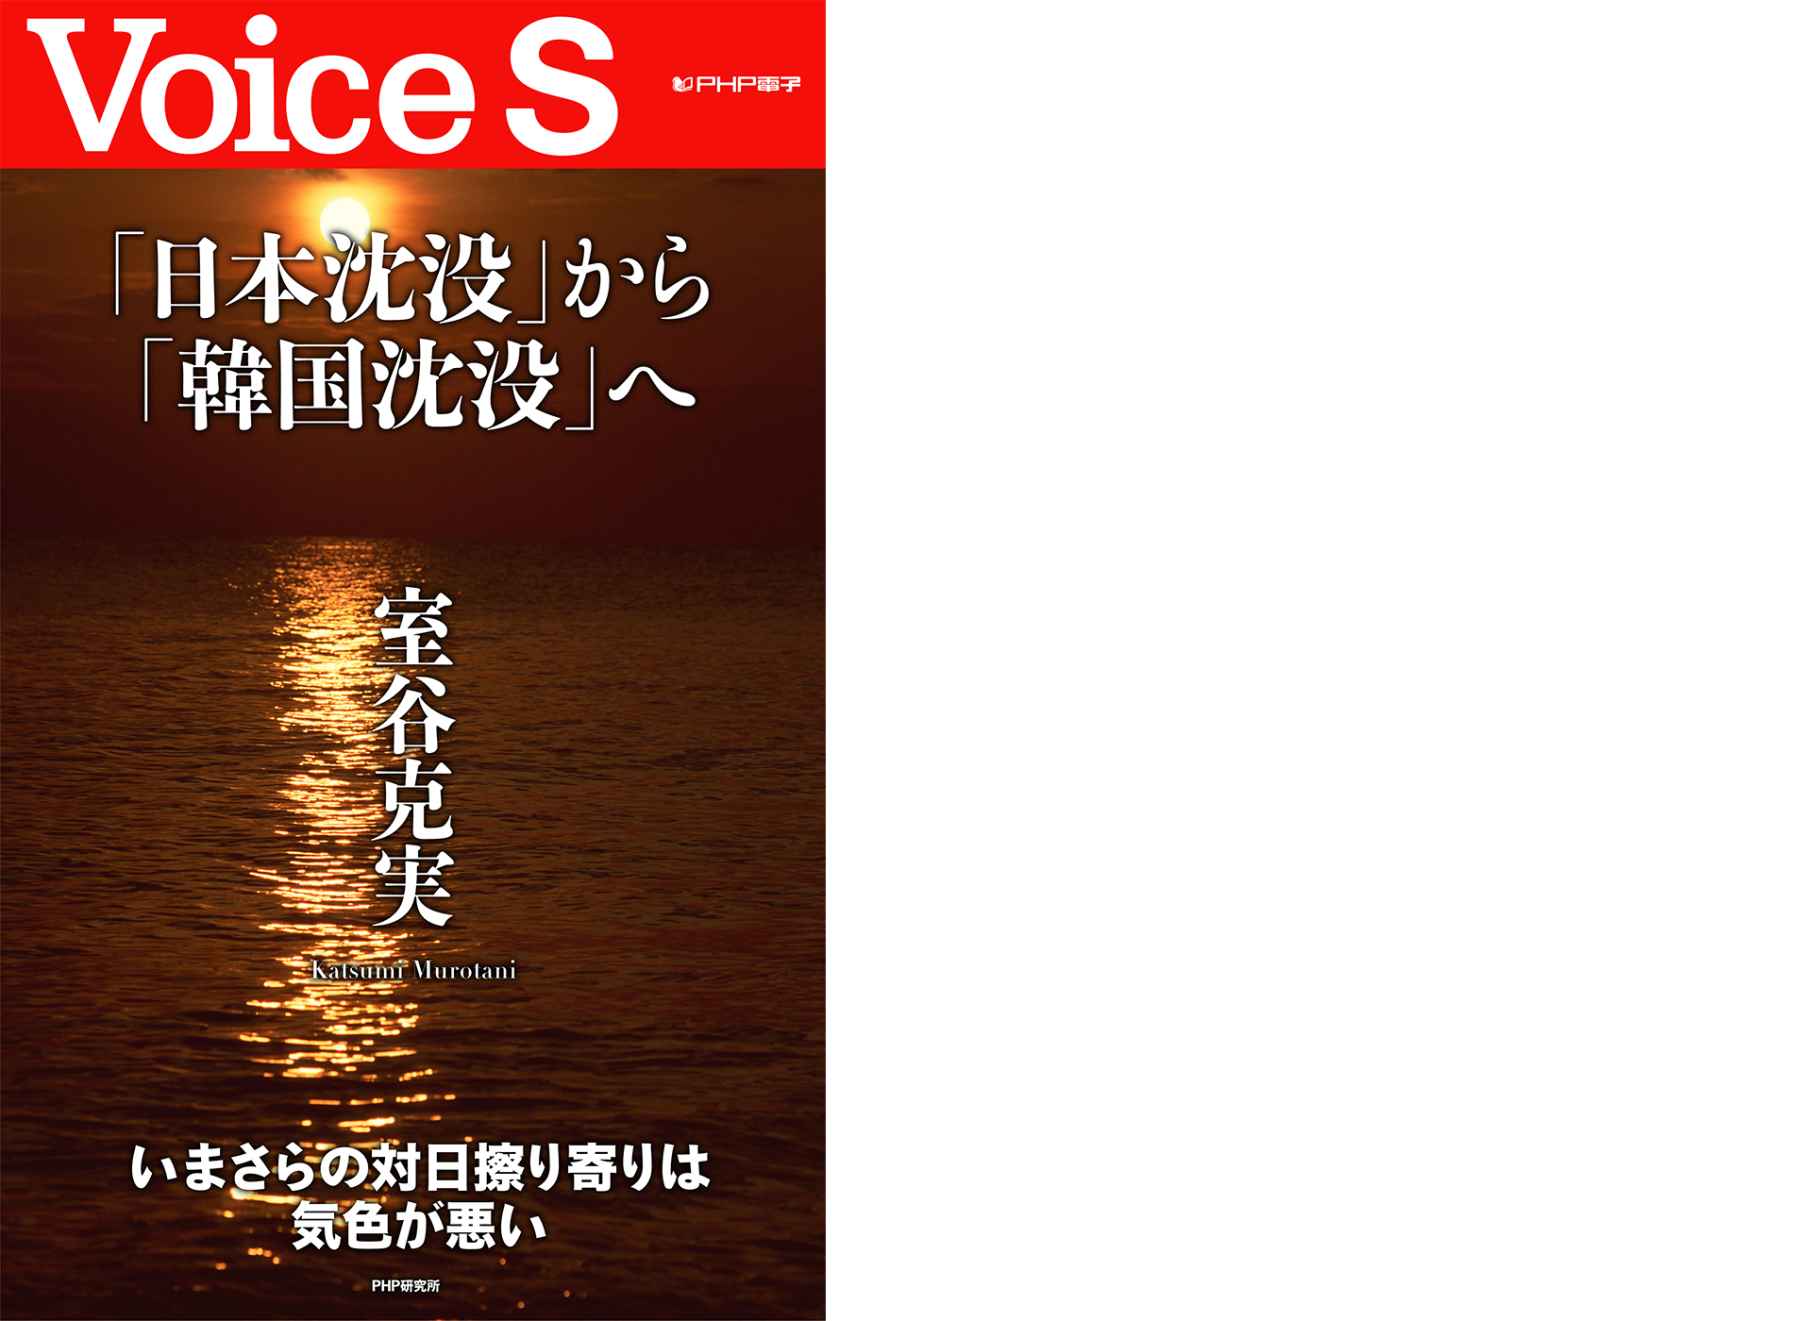 Voice S
PHP電子
「日本沈没」から
「韓国沈没」へ
室谷克実
Katsumi Murotani
いまさらの対日擦り寄りは
気色が悪い
PHP研究所